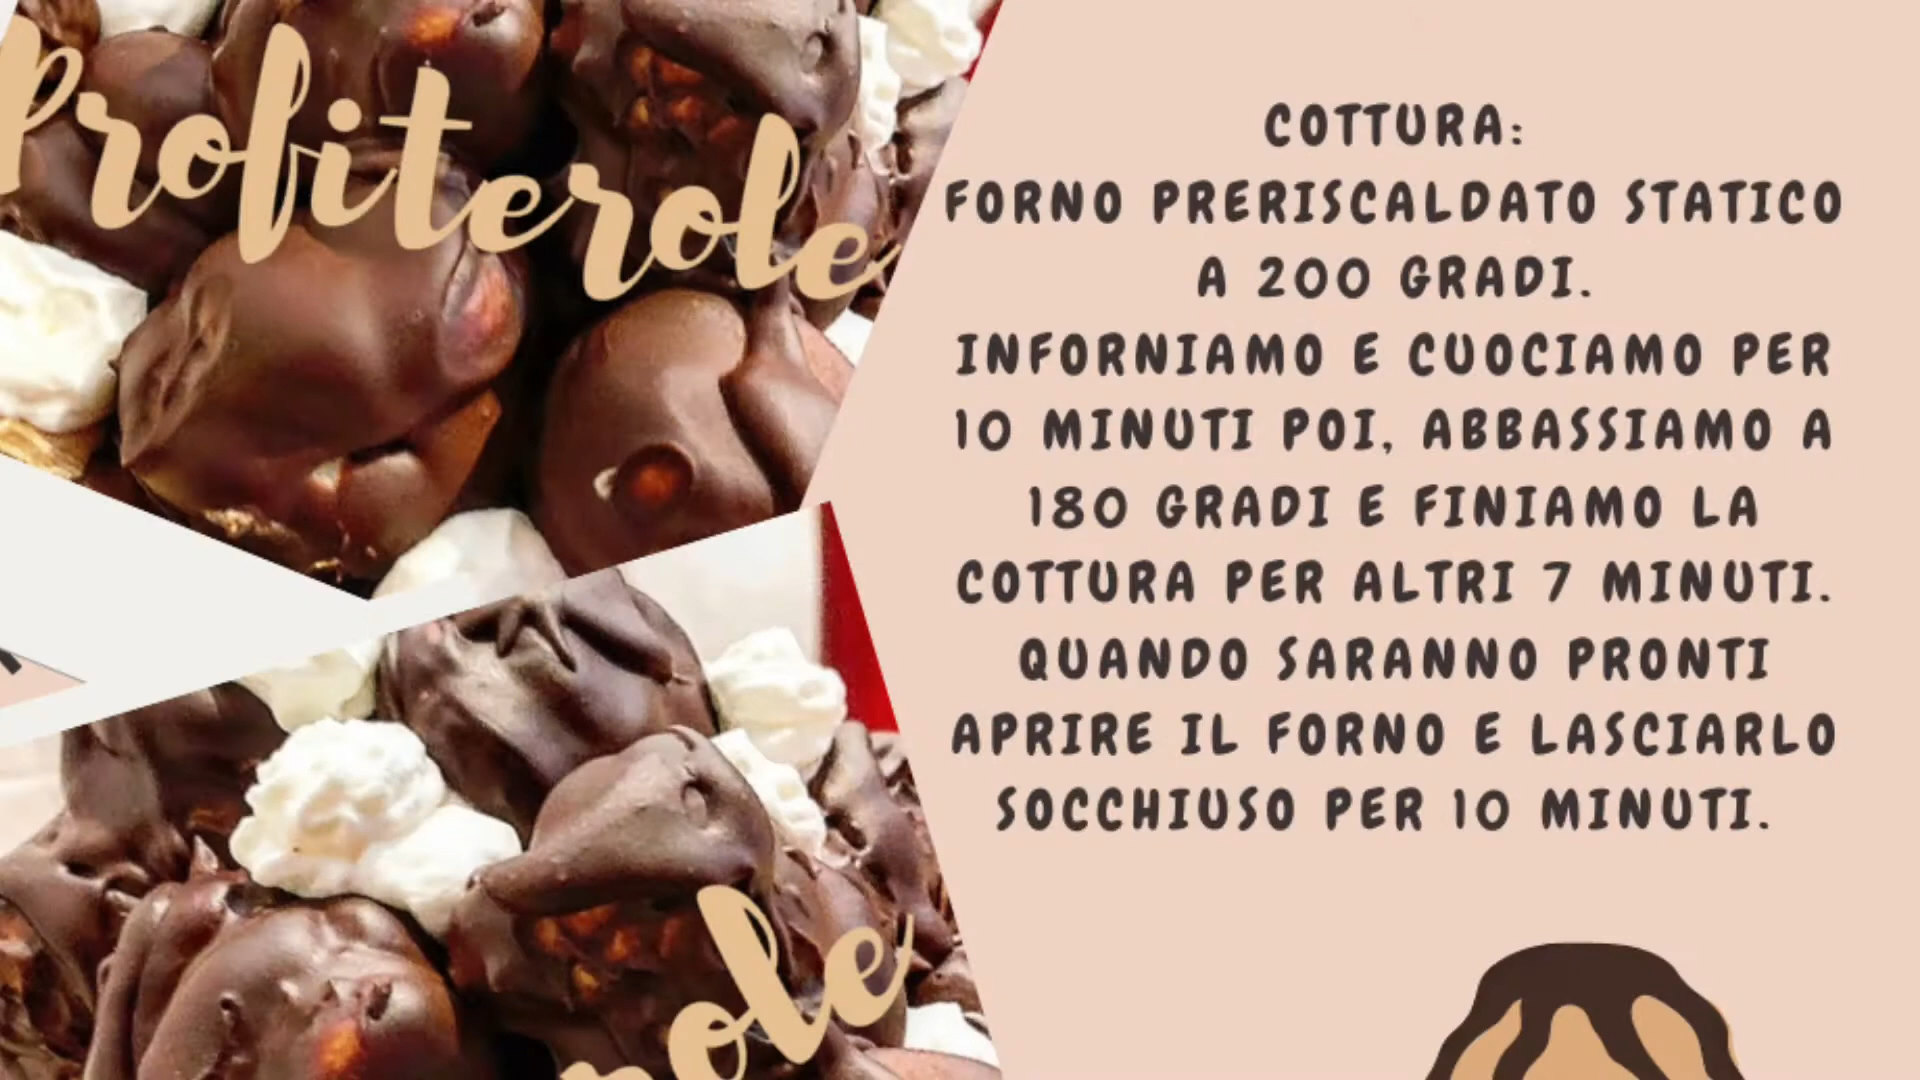 Profiterole
COTTURA:
FORNO PRERISCALDATO STATICO
A 200 GRADI.
INFORNIAMO E CUOCIAMO PER
10 MINUTI POI, ABBASSIAMO A
180 GRADI E FINIAMO LA
COTTURA PER ALTRI 7 MINUTI.
QUANDO SARANNO PRONTI
APRIRE IL FORNO E LASCIARLO
SOCCHIUSO PER 10 MINUTI.
role